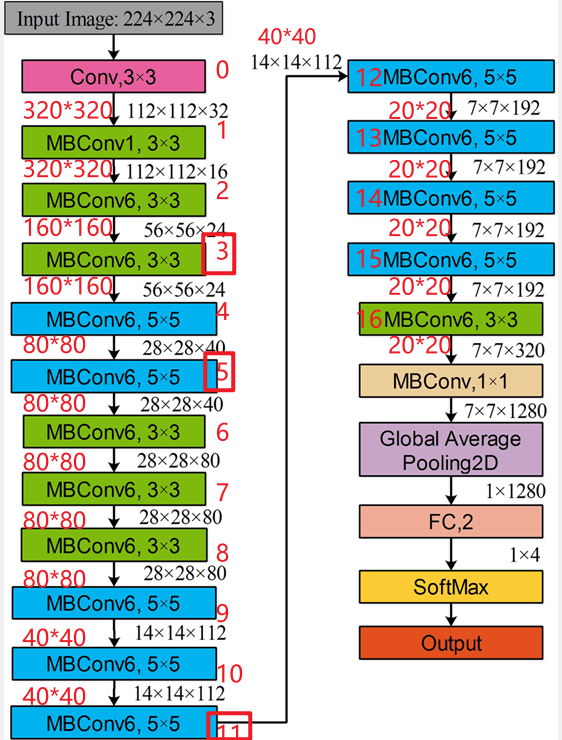 Input Image: 224×224×3
Conv,3×3 0
320*320 112×112×32
MBConv1, 3×3 1
320*320 112×112×16
MBConv6, 3×3 2
160*160 56×56×24
MBConv6, 3×3 3
160*160 56×56×24
MBConv6, 5×5 4
80*80 28×28×40
MBConv6, 5×5 5
80*80 28×28×40
MBConv6, 3×3 6
80*80 28×28×80
MBConv6, 3×3 7
80*80 28×28×80
MBConv6, 3×3 8
80*80 28×28×80
MBConv6, 5×5 9
40*40 14×14×112
MBConv6, 5×5 10
40*40 14×14×112
MBConv6, 5×5 11
40*40
14×14×112
12 MBConv6, 5×5
20*20 7×7×192
13 MBConv6, 5×5
20*20 7×7×192
14 MBConv6, 5×5
20*20 7×7×192
15 MBConv6, 5×5
20*20 7×7×192
16 MBConv6, 3×3
20*20 7×7×320
MBConv,1×1
7×7×1280
Global Average
Pooling2D
1×1280
FC,2
1×4
SoftMax
Output